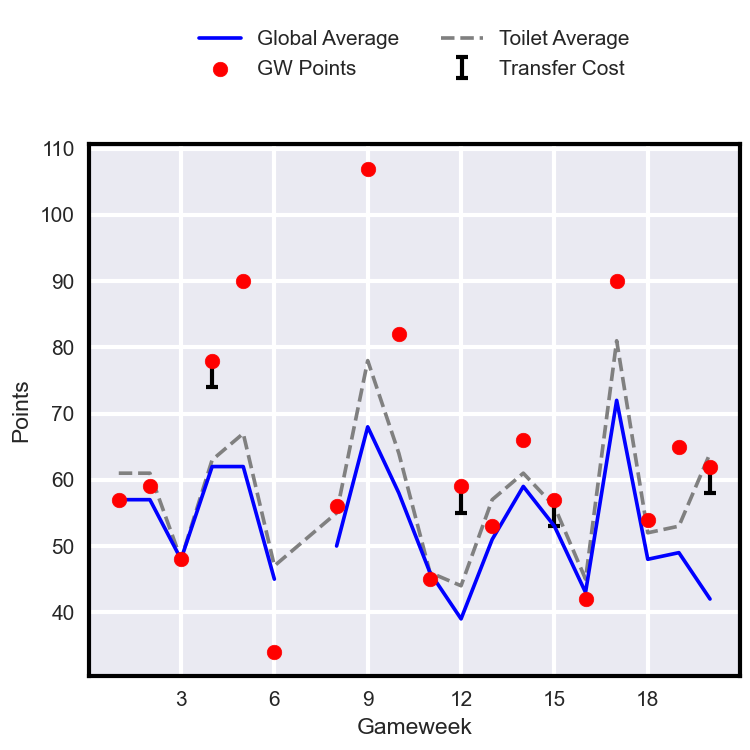 Global Average
Toilet Average
GW Points
Transfer Cost
110
100
90
80
70
60
50
40
Points
3 6 9 12 15 18
Gameweek